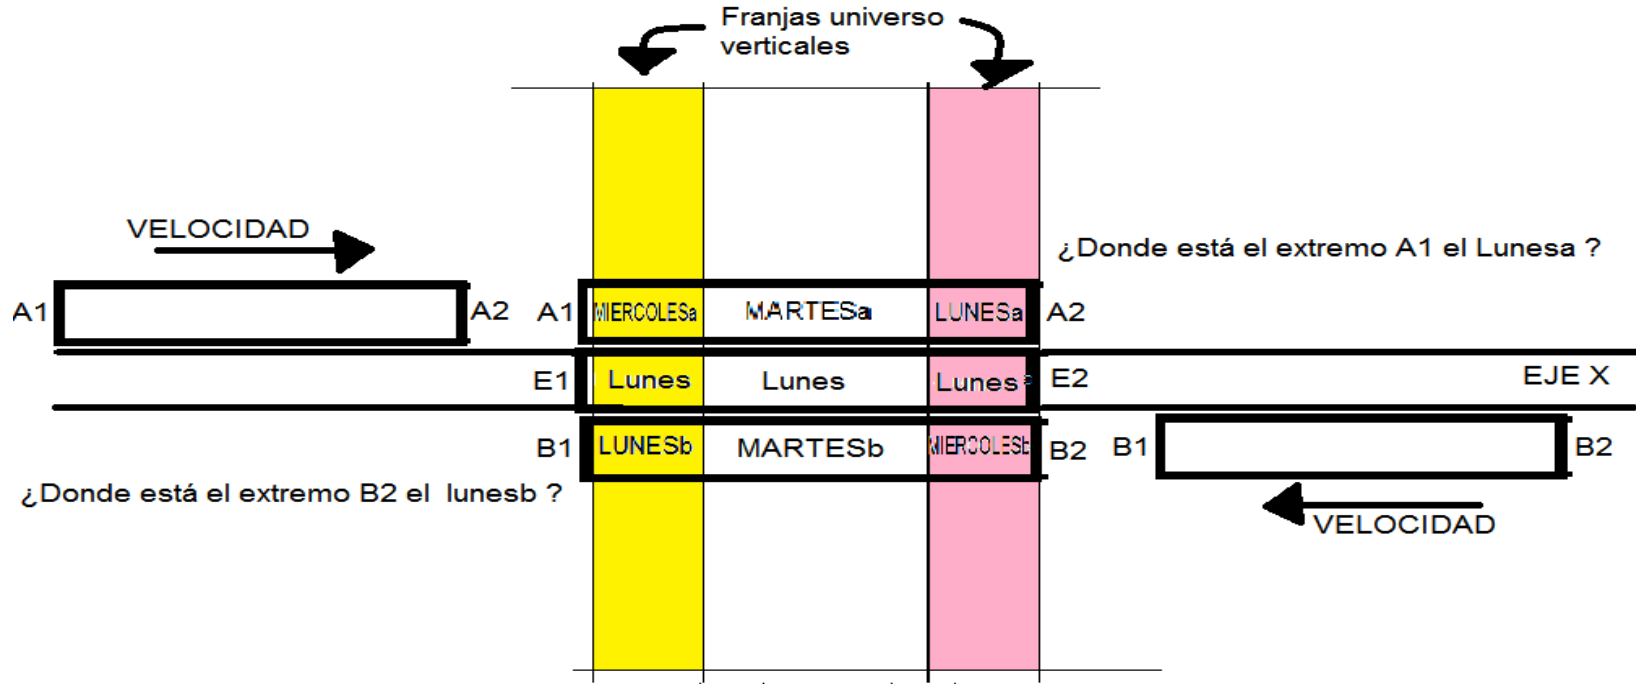 Franjas universo
verticales
VELOCIDAD
¿Donde está el extremo A1 el Lunesa ?
A1
A2
A1
MIERCOLESa
MARTESa
LUNESa
A2
E1
Lunes
Lunes
Lunes
E2
EJE X
B1
LUNESb
MARTESb
MIERCOLESb
B2
B1
B2
¿Donde está el extremo B2 el lunesb ?
VELOCIDAD